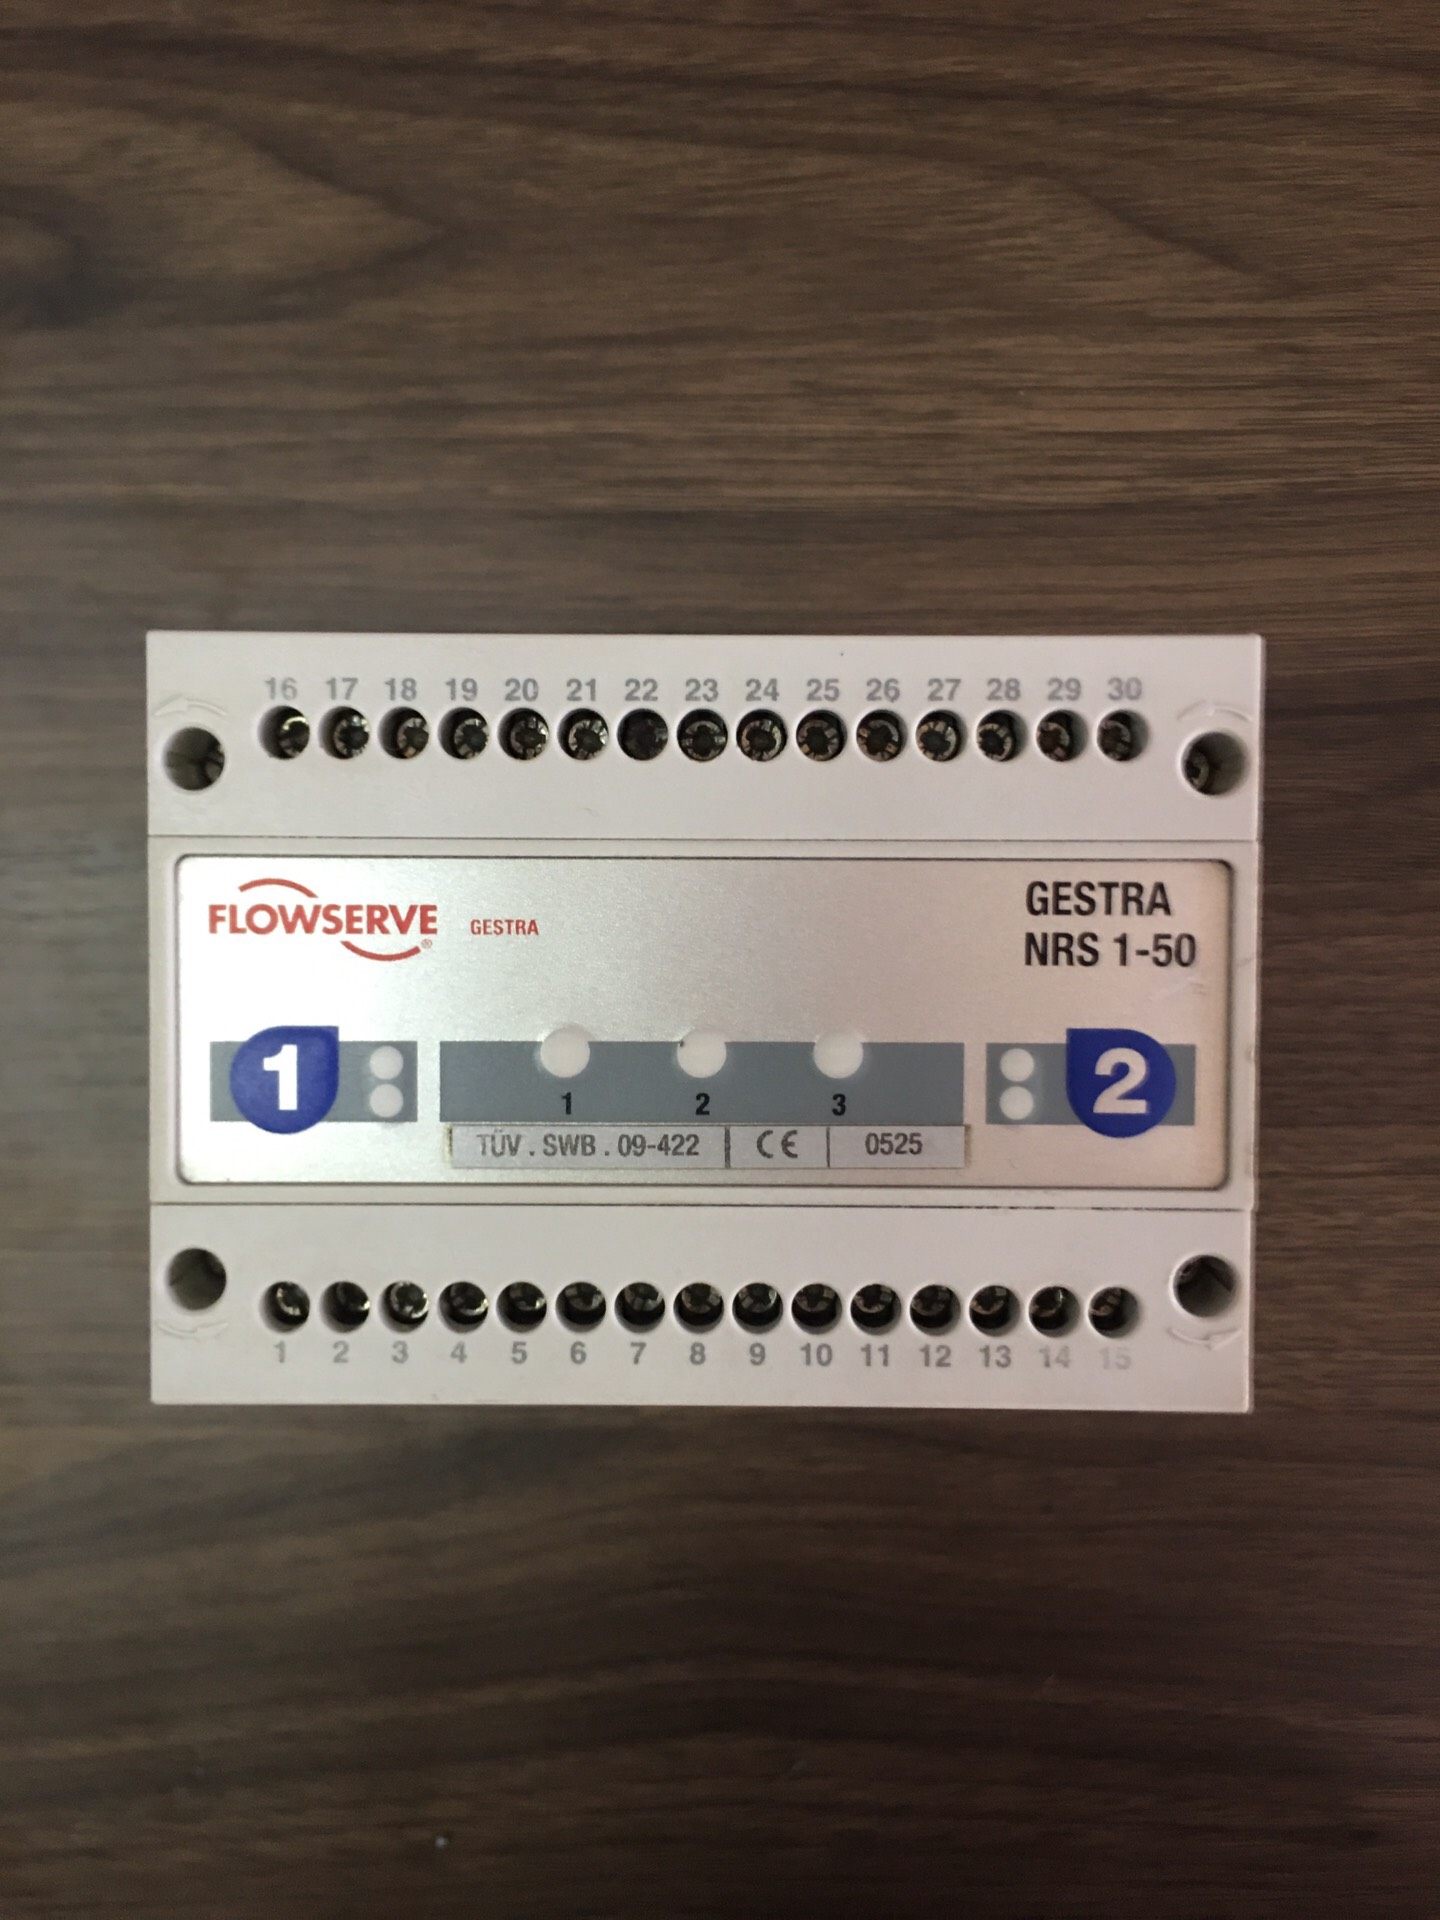 16 17 18 19 20 21 22 23 24 25 26 27 28 29 30
FLOWSERVE®
GESTRA
GESTRA
NRS 1-50
1
1 2 3
2
TÜV . SWB . 09-422 CE 0525
1 2 3 4 5 6 7 8 9 10 11 12 13 14 15